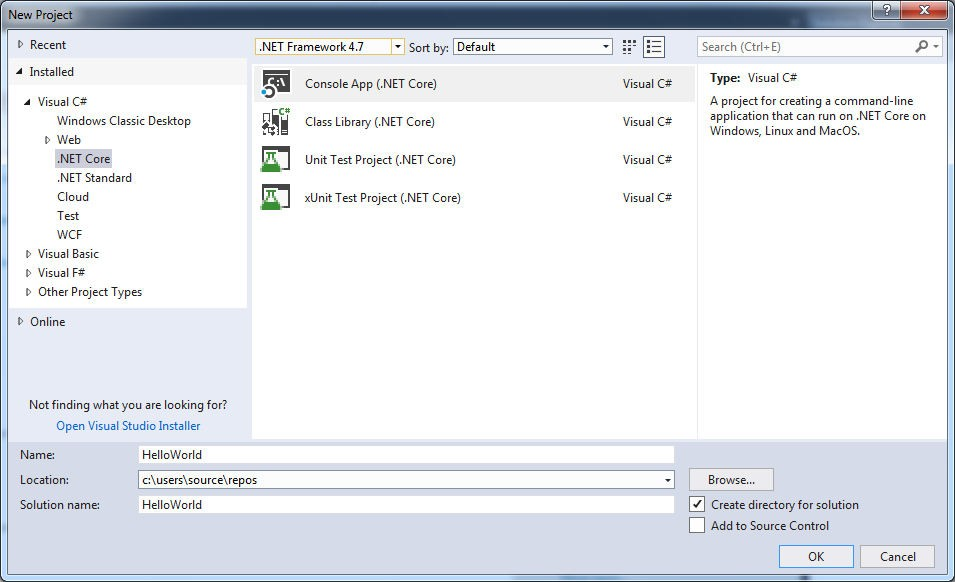 New Project
?
Recent
.NET Framework 4.7
Sort by:
Default
Search (Ctrl+E)
Installed
Visual C#
Windows Classic Desktop
Web
.NET Core
.NET Standard
Cloud
Test
WCF
Visual Basic
Visual F#
Other Project Types
Online
Not finding what you are looking for?
Open Visual Studio Installer
C:\ Console App (.NET Core) Visual C#
C# Class Library (.NET Core) Visual C#
Unit Test Project (.NET Core) Visual C#
xUnit Test Project (.NET Core) Visual C#
Type: Visual C#
A project for creating a command-line
application that can run on .NET Core on
Windows, Linux and MacOS.
Name: HelloWorld
Location: c:\users\source\repos
Browse...
Solution name: HelloWorld
Create directory for solution
Add to Source Control
OK
Cancel